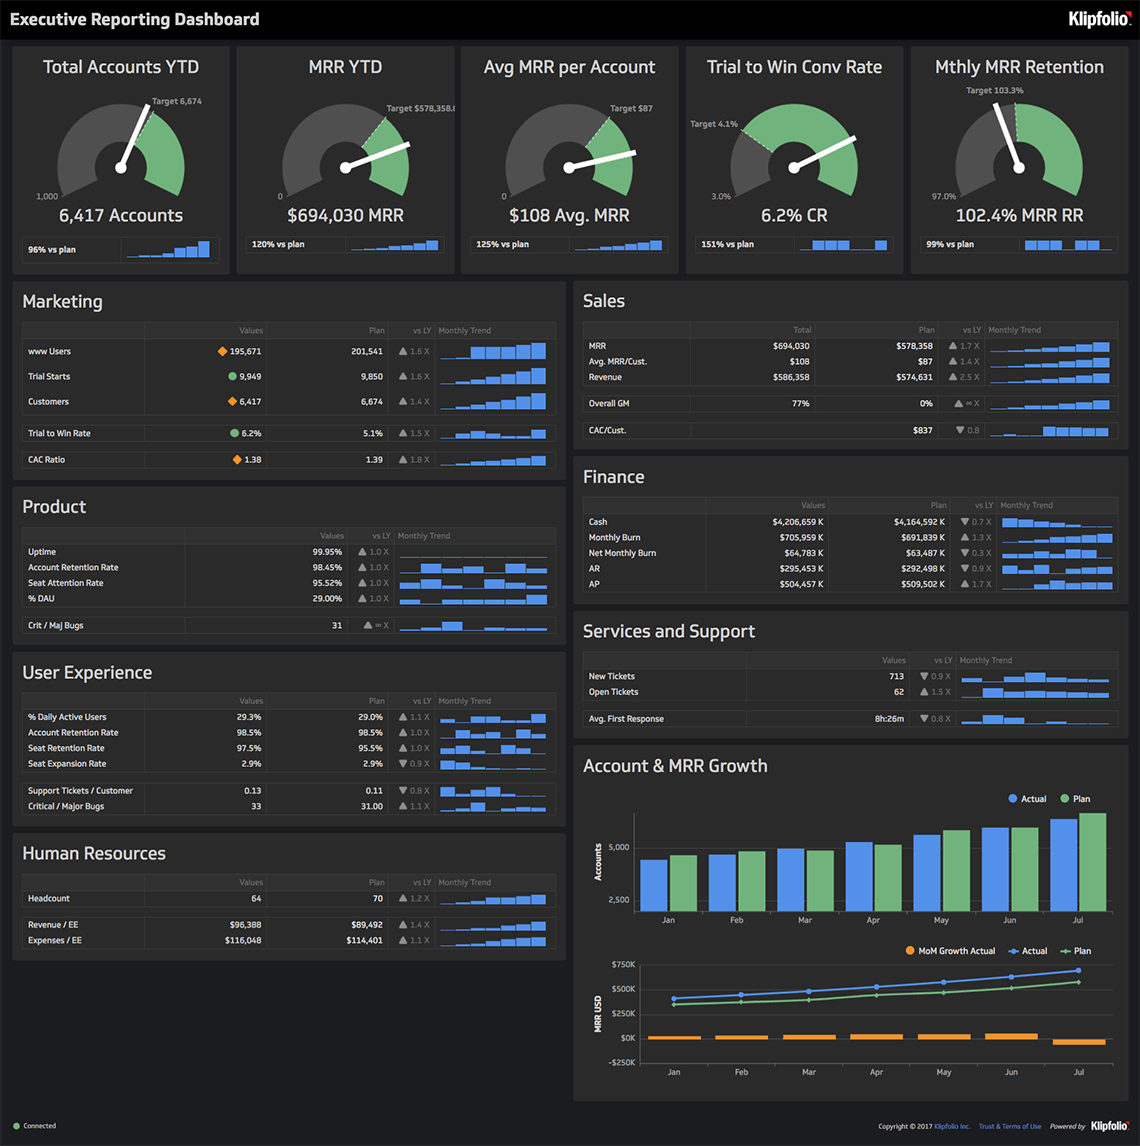 Executive Reporting Dashboard
Klipfolio
Total Accounts YTD
Target 6,674
1,000
6,417 Accounts
96% vs plan
MRR YTD
Target $578,358.
0
$694,030 MRR
120% vs plan
Avg MRR per Account
Target $87
0
$108 Avg. MRR
125% vs plan
Trial to Win Conv Rate
Target 4.1%
3.0%
6.2% CR
151% vs plan
Mthly MRR Retention
Target 103.3%
97.0%
102.4% MRR RR
99% vs plan
Marketing
Values Plan vs LY Monthly Trend
www Users 195,671 201,541 1.6 X
Trial Starts 9,949 9,850 1.6 X
Customers 6,417 6,674 1.4 X
Trial to Win Rate 6.2% 5.1% 1.5 X
CAC Ratio 1.38 1.39 1.8 X
Product
Values vs LY Monthly Trend
Uptime 99.95% 1.0 X
Account Retention Rate 98.45% 1.0 X
Seat Attention Rate 95.52% 1.0 X
% DAU 29.00% 1.0 X
Crit / Maj Bugs 31 ∞ X
User Experience
Values Plan vs LY Monthly Trend
% Daily Active Users 29.3% 29.0% 1.1 X
Account Retention Rate 98.5% 98.5% 1.0 X
Seat Retention Rate 97.5% 95.5% 1.0 X
Seat Expansion Rate 2.9% 2.9% 0.9 X
Support Tickets / Customer 0.13 0.11 0.8 X
Critical / Major Bugs 33 31.00 1.1 X
Human Resources
Values Plan vs LY Monthly Trend
Headcount 64 70 1.2 X
Revenue / EE $96,388 $89,492 1.4 X
Expenses / EE $116,048 $114,401 1.1 X
Sales
Total Plan vs LY Monthly Trend
MRR $694,030 $578,358 1.7 X
Avg. MRR/Cust. $108 $87 1.4 X
Revenue $586,358 $574,631 2.5 X
Overall GM 77% 0% ∞ X
CAC/Cust. $837 0.8
Finance
Values Plan vs LY Monthly Trend
Cash $4,206,659 K $4,164,592 K 0.7 X
Monthly Burn $705,959 K $691,839 K 1.3 X
Net Monthly Burn $64,783 K $63,487 K 0.3 X
AR $295,453 K $292,498 K 0.9 X
AP $504,457 K $509,502 K 1.7 X
Services and Support
Values vs LY Monthly Trend
New Tickets 713 0.9 X
Open Tickets 62 1.5 X
Avg. First Response 8h:26m 0.8 X
Account & MRR Growth
Actual Plan
Accounts
5,000
2,500
Jan Feb Mar Apr May Jun Jul
MoM Growth Actual Actual Plan
MRR USD
$750K
$500K
$250K
$0K
-$250K
Jan Feb Mar Apr May Jun Jul
Connected
Copyright © 2017 Klipfolio Inc. Trust & Terms of Use Powered by Klipfolio